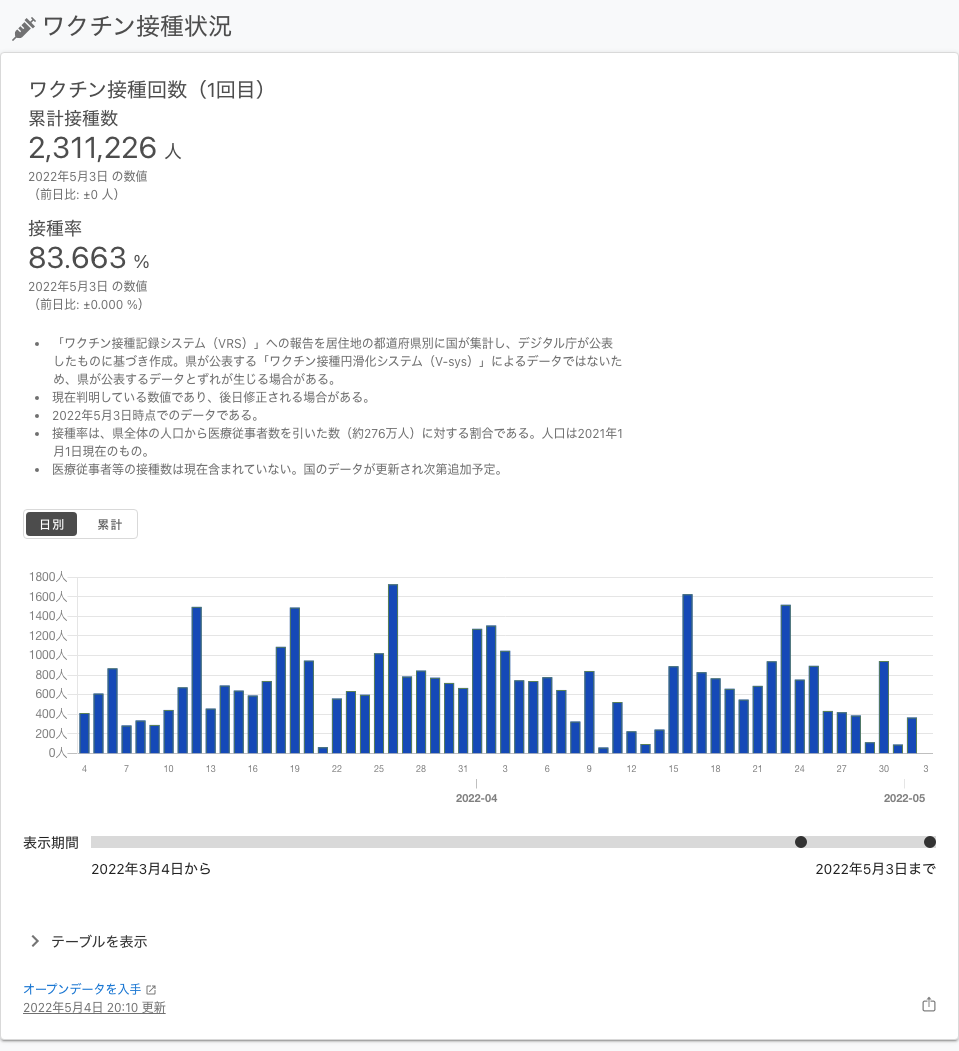 ワクチン接種状況
ワクチン接種回数（1回目）
累計接種数
2,311,226 人
2022年5月3日 の数値
（前日比: ±0 人）
接種率
83.663 %
2022年5月3日 の数値
（前日比: ±0.000 %）
「ワクチン接種記録システム（VRS）」への報告を居住地の都道府県別に国が集計し、デジタル庁が公表
したものに基づき作成。県が公表する「ワクチン接種円滑化システム（V-sys）」によるデータではないた
め、県が公表するデータとずれが生じる場合がある。
現在判明している数値であり、後日修正される場合がある。
2022年5月3日時点でのデータである。
接種率は、県全体の人口から医療従事者数を引いた数（約276万人）に対する割合である。人口は2021年1
月1日現在のもの。
医療従事者等の接種数は現在含まれていない。国のデータが更新され次第追加予定。
日別 累計
1800人
1600人
1400人
1200人
1000人
800人
600人
400人
200人
0人
4 7 10 13 16 19 22 25 28 31 3 6 9 12 15 18 21 24 27 30 3
2022-04 2022-05
表示期間
2022年3月4日から 2022年5月3日まで
テーブルを表示
オープンデータを入手
2022年5月4日 20:10 更新